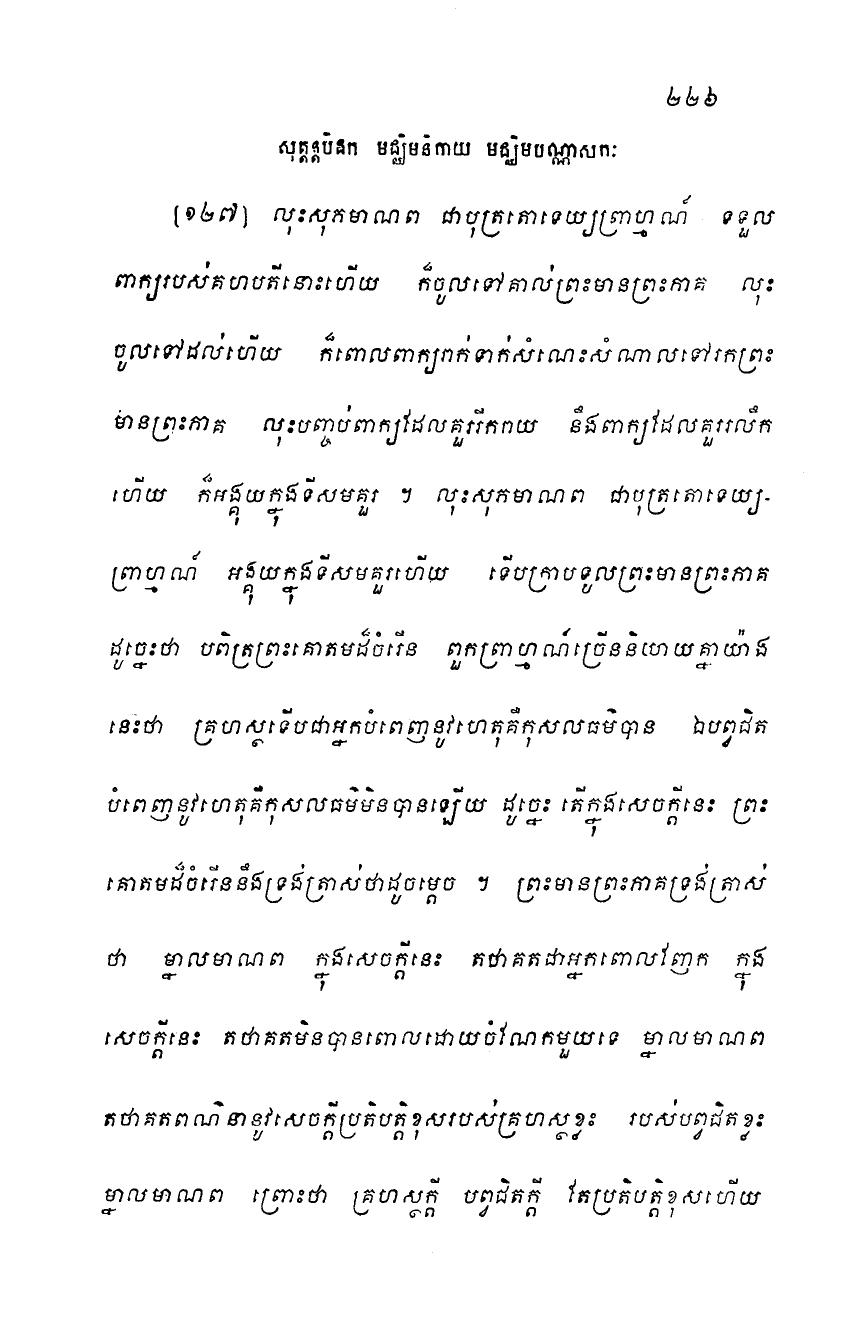 ២២៦
សុត្តន្តបិដក មជ្ឈិមនិកាយ មជ្ឈិមបណ្ណាសកៈ
[១២៧] លុះសុភមាណព ជាបុត្រតោទេយ្យព្រាហ្មណ៍ ទទួល
ពាក្យរបស់គហបតីនោះហើយ ក៏ចូលទៅគាល់ព្រះមានព្រះភាគ លុះ
ចូលទៅដល់ហើយ ក៏ពោលពាក្យរាក់ទាក់សំណេះសំណាលទៅរកព្រះ
មានព្រះភាគ លុះបញ្ចប់ពាក្យដែលគួររីករាយ នឹងពាក្យដែលគួររលឹក
ហើយ ក៏អង្គុយក្នុងទីសមគួរ ។ លុះសុភមាណព ជាបុត្រតោទេយ្យ-
ព្រាហ្មណ៍ អង្គុយក្នុងទីសមគួរហើយ ទើបក្រាបទូលព្រះមានព្រះភាគ
ដូច្នេះថា បពិត្រព្រះគោតមដ៏ចំរើន ពួកព្រាហ្មណ៍ច្រើននិយាយគ្នាយ៉ាង
នេះថា គ្រហស្ថទើបជាអ្នកបំពេញនូវហេតុគឺកុសលធម៌បាន ឯបព្វជិត
បំពេញនូវហេតុគឺកុសលធម៌មិនបានឡើយ ដូច្នេះ តើក្នុងសេចក្តីនេះ ព្រះ
គោតមដ៏ចំរើននឹងទ្រង់ត្រាស់ថាដូចម្តេច ។ ព្រះមានព្រះភាគទ្រង់ត្រាស់
ថា ម្នាលមាណព ក្នុងសេចក្តីនេះ តថាគតជាអ្នកពោលវែញក ក្នុង
សេចក្តីនេះ តថាគតមិនបានពោលដោយចំណែកមួយទេ ម្នាលមាណព
តថាគតពណ៌នានូវសេចក្តីប្រតិបត្តិខុសរបស់គ្រហស្ថខ្លះ របស់បព្វជិតខ្លះ
ម្នាលមាណព ព្រោះថា គ្រហស្ថក្តី បព្វជិតក្តី តែប្រតិបត្តិខុសហើយ